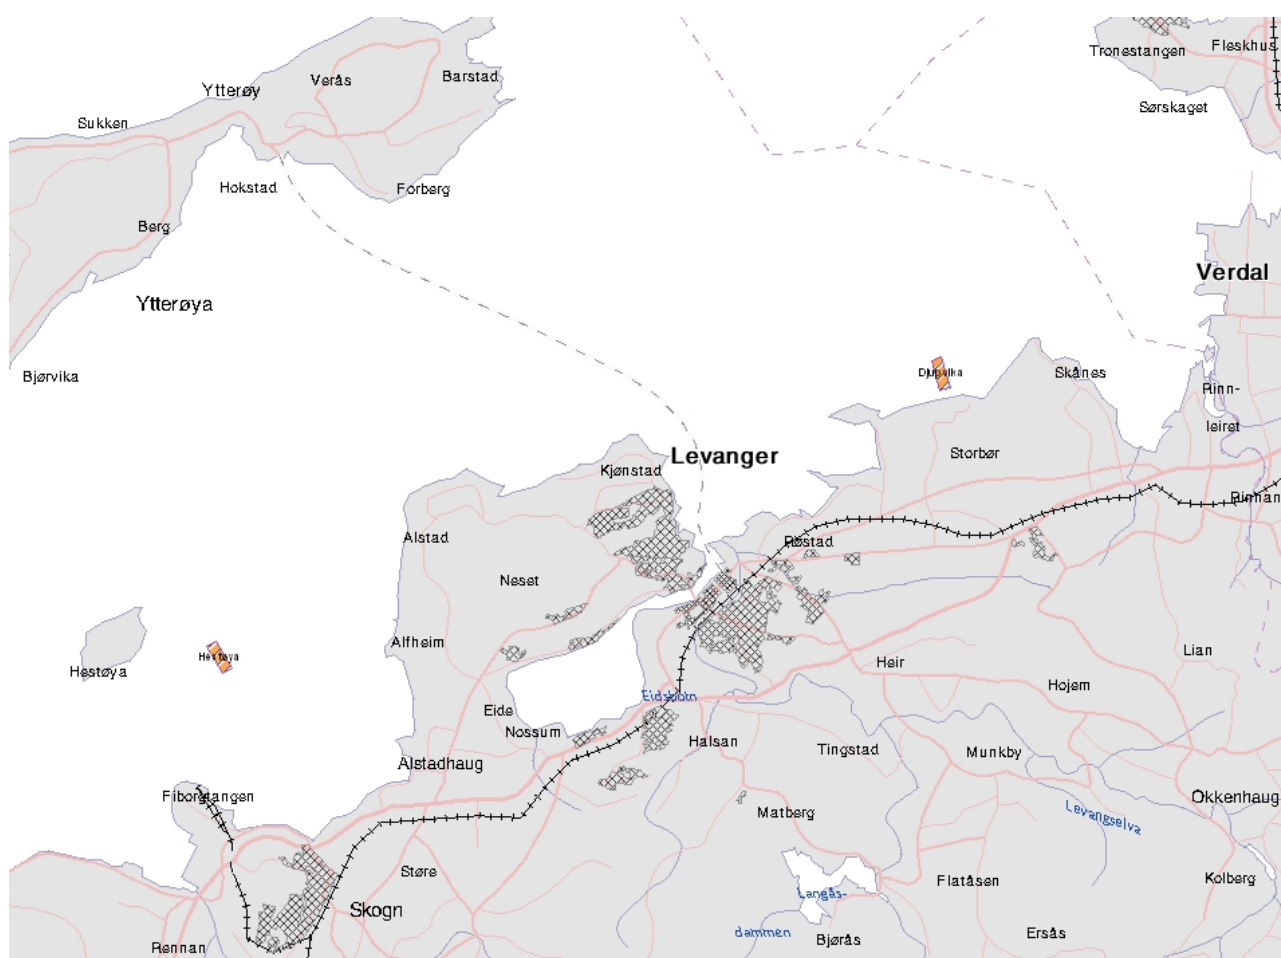 Tronestangen
Fleskhus
Verås
Barstad
Ytterøy
Sørskaget
Sukken
Hokstad
Forberg
Berg
Verdal
Ytterøya
Djupvika
Skånes
Bjørvika
Rinn-
leiret
Levanger
Storbør
Kjønstad
Rinnan
Alstad
Røstad
Neset
Alfheim
Hestøya
Lian
Heir
Hestøya
Hojem
Eidsbotn
Eide
Nossum
Halsan
Tingstad
Munkby
Alstadhaug
Fiborgtangen
Okkenhaug
Matberg
Levangselva
Støre
Flatåsen
Kolberg
Langås-
dammen
Skogn
Bjørås
Ersås
Rennan